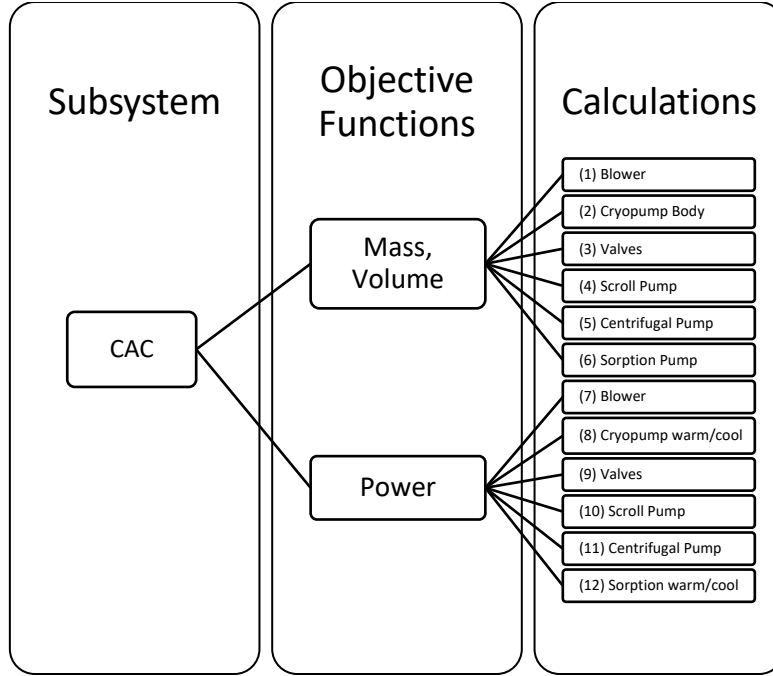 Subsystem
Objective
Functions
Calculations
CAC
Mass,
Volume
Power
(1) Blower
(2) Cryopump Body
(3) Valves
(4) Scroll Pump
(5) Centrifugal Pump
(6) Sorption Pump
(7) Blower
(8) Cryopump warm/cool
(9) Valves
(10) Scroll Pump
(11) Centrifugal Pump
(12) Sorption warm/cool